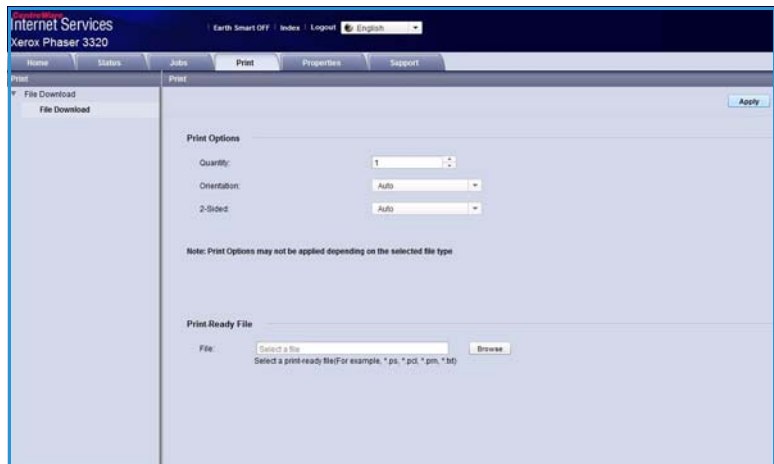 CentreWare
Internet Services
Xerox Phaser 3320
Earth Smart OFF Index Logout English
Home Status Jobs Print Properties Support
Print Print
File Download
File Download
Apply
Print Options
Quantity: 1
Orientation: Auto
2-Sided: Auto
Note: Print Options may not be applied depending on the selected file type
Print-Ready File
File: Select a file Browse
Select a print-ready file(For example, *.ps, *.pcl, *.prn, *.txt)